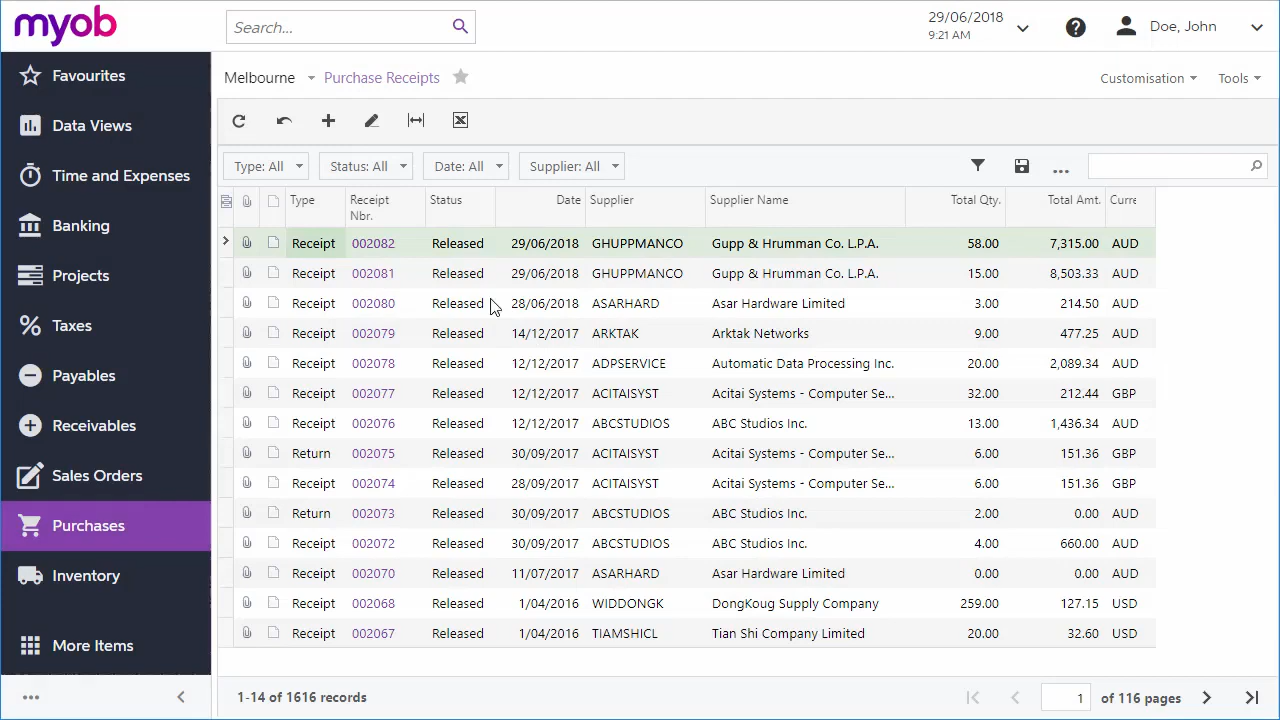 myob
Search...
29/06/2018
9:21 AM
Doe, John
Favourites
Data Views
Time and Expenses
Banking
Projects
Taxes
Payables
Receivables
Sales Orders
Purchases
Inventory
More Items
Melbourne Purchase Receipts
Customisation Tools
Type: All Status: All Date: All Supplier: All
Type Receipt Nbr. Status Date Supplier Supplier Name Total Qty. Total Amt. Curre
Receipt 002082 Released 29/06/2018 GHUPPMANCO Gupp & Hrumman Co. L.P.A. 58.00 7,315.00 AUD
Receipt 002081 Released 29/06/2018 GHUPPMANCO Gupp & Hrumman Co. L.P.A. 15.00 8,503.33 AUD
Receipt 002080 Released 28/06/2018 ASARHARD Asar Hardware Limited 3.00 214.50 AUD
Receipt 002079 Released 14/12/2017 ARKTAK Arktak Networks 9.00 477.25 AUD
Receipt 002078 Released 12/12/2017 ADPSERVICE Automatic Data Processing Inc. 20.00 2,089.34 AUD
Receipt 002077 Released 12/12/2017 ACITAISYST Acitai Systems - Computer Se... 32.00 212.44 GBP
Receipt 002076 Released 12/12/2017 ABCSTUDIOS ABC Studios Inc. 13.00 1,436.34 AUD
Return 002075 Released 30/09/2017 ACITAISYST Acitai Systems - Computer Se... 6.00 151.36 GBP
Receipt 002074 Released 28/09/2017 ACITAISYST Acitai Systems - Computer Se... 6.00 151.36 GBP
Return 002073 Released 30/09/2017 ABCSTUDIOS ABC Studios Inc. 2.00 0.00 AUD
Receipt 002072 Released 30/09/2017 ABCSTUDIOS ABC Studios Inc. 4.00 660.00 AUD
Receipt 002070 Released 11/07/2017 ASARHARD Asar Hardware Limited 0.00 0.00 AUD
Receipt 002068 Released 1/04/2016 WIDDONGK DongKoug Supply Company 259.00 127.15 USD
Receipt 002067 Released 1/04/2016 TIAMSHICL TianShi Company Limited 20.00 32.60 USD
1-14 of 1616 records
1 of 116 pages